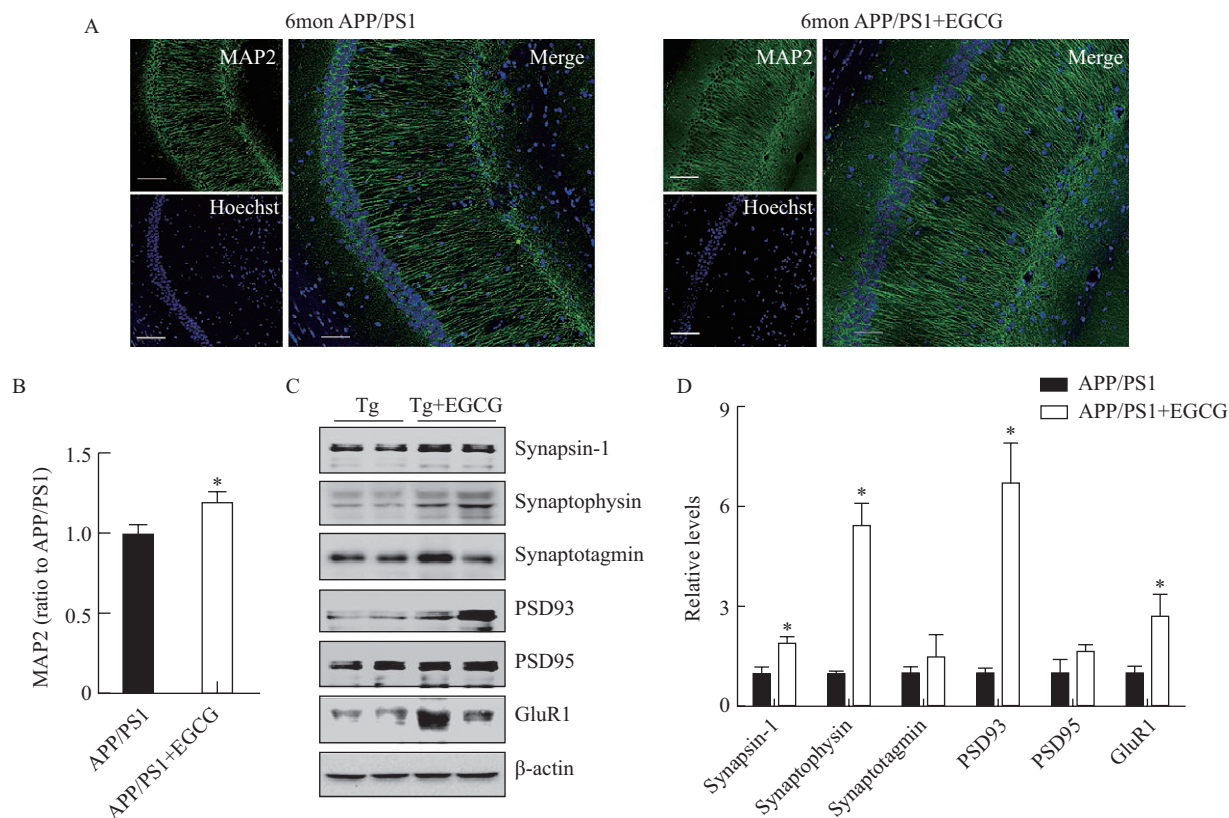 A
6mon APP/PS1
6mon APP/PS1+EGCG
MAP2
Merge
Hoechst
MAP2
Merge
Hoechst
B
MAP2 (ratio to APP/PS1)
1.5
1.0
0.5
0
*
APP/PS1
APP/PS1+EGCG
C
Tg Tg+EGCG
Synapsin-1
Synaptophysin
Synaptotagmin
PSD93
PSD95
GluR1
β-actin
D
APP/PS1
APP/PS1+EGCG
Relative levels
9
6
3
0
*
*
*
*
Synapsin-1
Synaptophysin
Synaptotagmin
PSD93
PSD95
GluR1